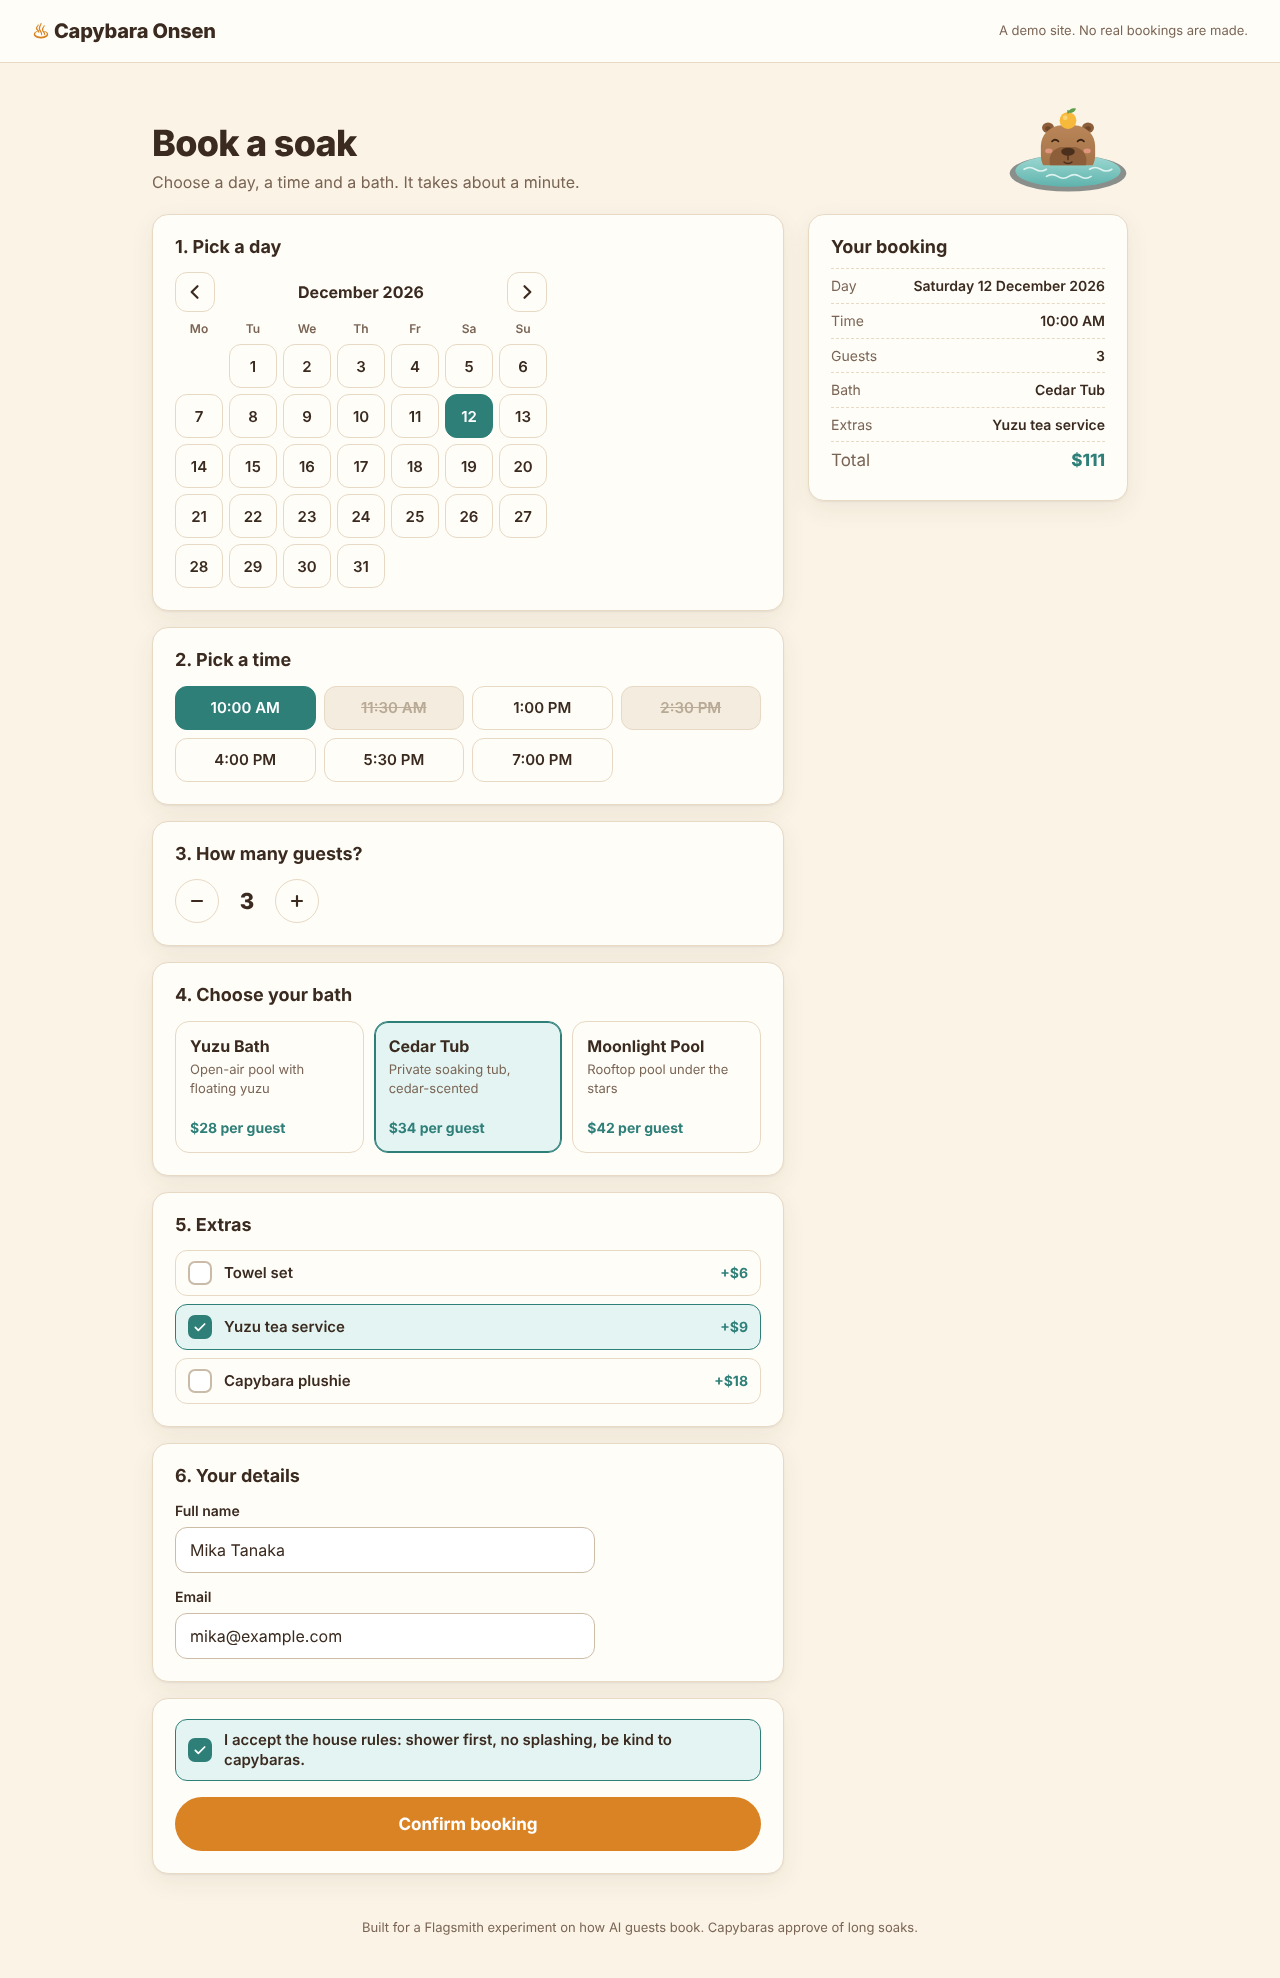 Capybara Onsen
A demo site. No real bookings are made.
Book a soak
Choose a day, a time and a bath. It takes about a minute.
1. Pick a day
December 2026
Mo Tu We Th Fr Sa Su
1 2 3 4 5 6
7 8 9 10 11 12 13
14 15 16 17 18 19 20
21 22 23 24 25 26 27
28 29 30 31
Your booking
Day Saturday 12 December 2026
Time 10:00 AM
Guests 3
Bath Cedar Tub
Extras Yuzu tea service
Total $111
2. Pick a time
10:00 AM 11:30 AM 1:00 PM 2:30 PM
4:00 PM 5:30 PM 7:00 PM
3. How many guests?
− 3 +
4. Choose your bath
Yuzu Bath
Open-air pool with
floating yuzu
$28 per guest
Cedar Tub
Private soaking tub,
cedar-scented
$34 per guest
Moonlight Pool
Rooftop pool under the
stars
$42 per guest
5. Extras
Towel set +$6
Yuzu tea service +$9
Capybara plushie +$18
6. Your details
Full name
Mika Tanaka
Email
mika@example.com
I accept the house rules: shower first, no splashing, be kind to
capybaras.
Confirm booking
Built for a Flagsmith experiment on how AI guests book. Capybaras approve of long soaks.